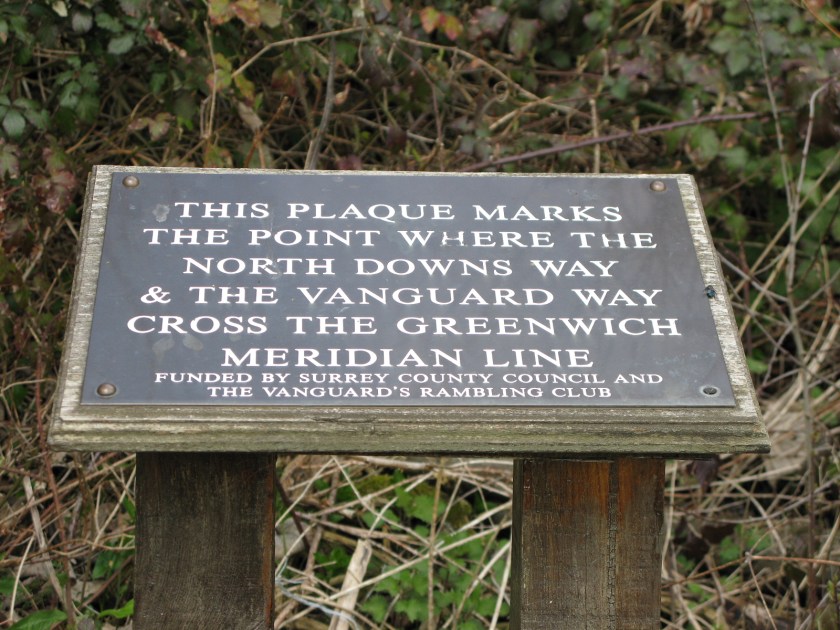 THIS PLAQUE MARKS
THE POINT WHERE THE
NORTH DOWNS WAY
& THE VANGUARD WAY
CROSS THE GREENWICH
MERIDIAN LINE
FUNDED BY SURREY COUNTY COUNCIL AND
THE VANGUARD'S RAMBLING CLUB